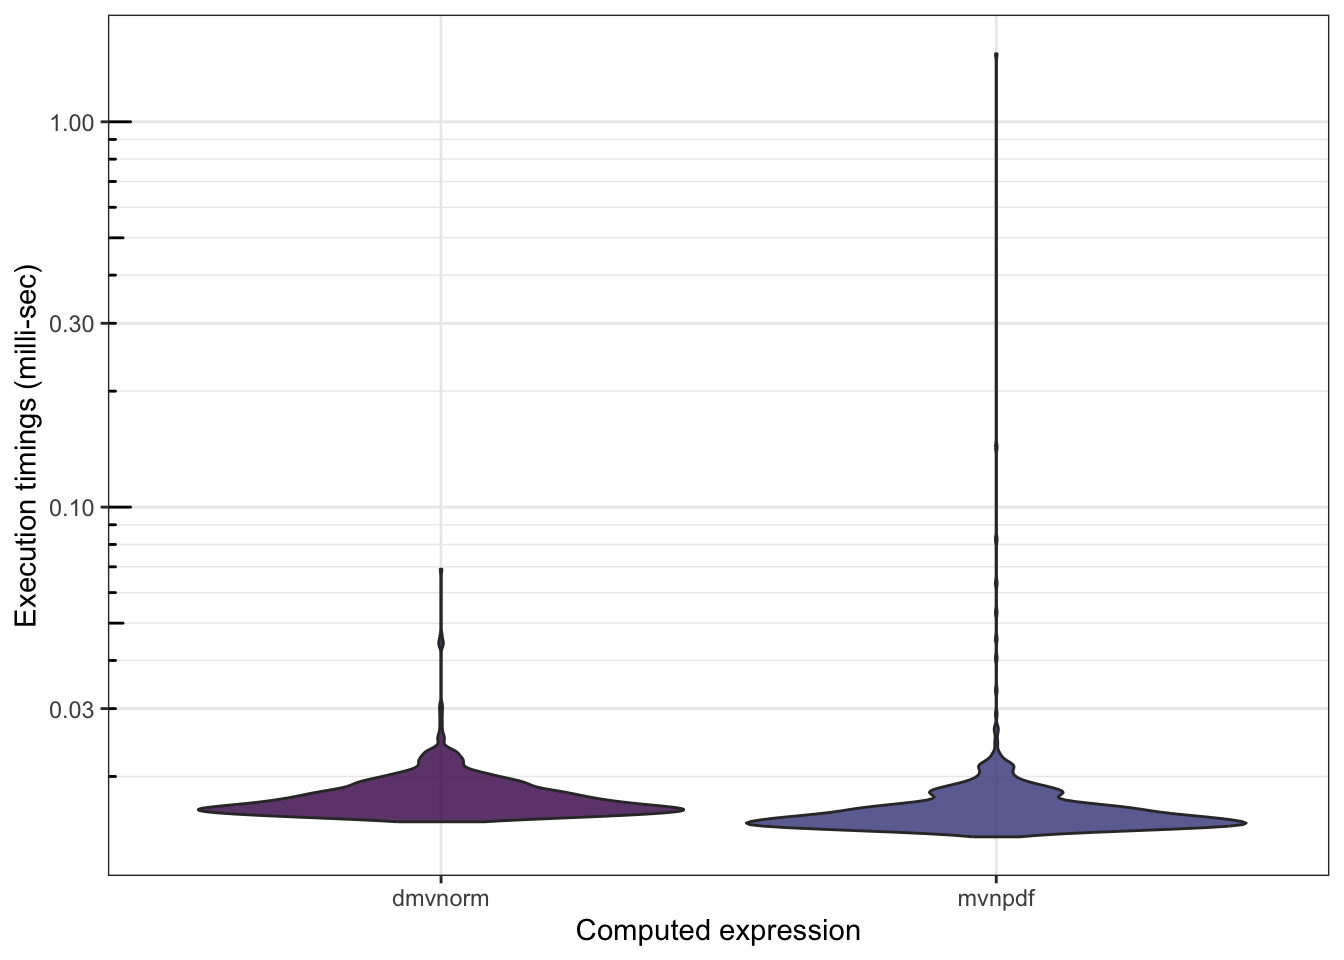 Execution timings (milli-sec)
1.00
0.30
0.10
0.03
dmvnorm
mvnpdf
Computed expression